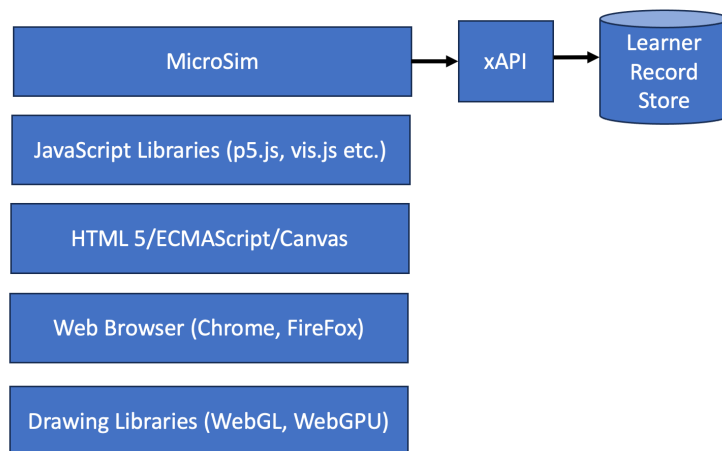 MicroSim
xAPI
Learner
Record
Store
JavaScript Libraries (p5.js, vis.js etc.)
HTML 5/ECMAScript/Canvas
Web Browser (Chrome, FireFox)
Drawing Libraries (WebGL, WebGPU)